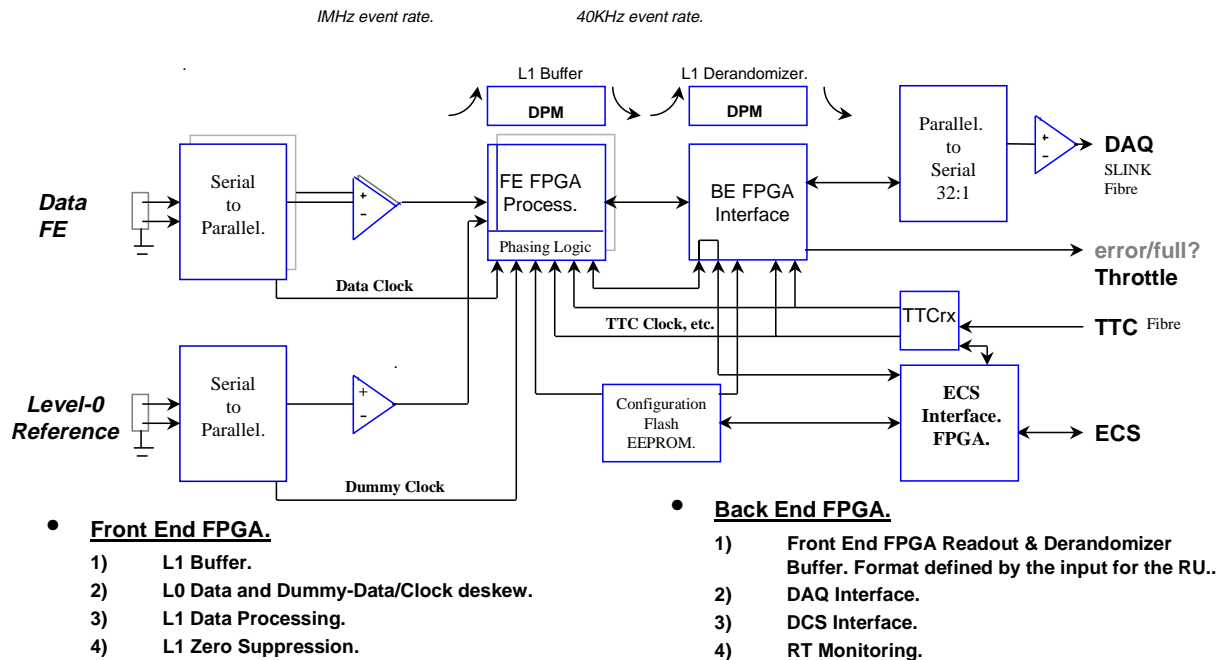 IMHz event rate.
40KHz event rate.
L1 Buffer
L1 Derandomizer.
DPM
DPM
Data
FE
Serial
to
Parallel.
+
-
FE FPGA
Process.
Phasing Logic
BE FPGA
Interface
Parallel.
to
Serial
32:1
+
-
DAQ
SLINK
Fibre
error/full?
Throttle
Data Clock
TTC Clock, etc.
TTCrx
TTC Fibre
Level-0
Reference
Serial
to
Parallel.
+
-
Configuration
Flash
EEPROM.
ECS
Interface.
FPGA.
ECS
Dummy Clock
• Front End FPGA.
1) L1 Buffer.
2) L0 Data and Dummy-Data/Clock deskew.
3) L1 Data Processing.
4) L1 Zero Suppression.
• Back End FPGA.
1) Front End FPGA Readout & Derandomizer
Buffer. Format defined by the input for the RU..
2) DAQ Interface.
3) DCS Interface.
4) RT Monitoring.